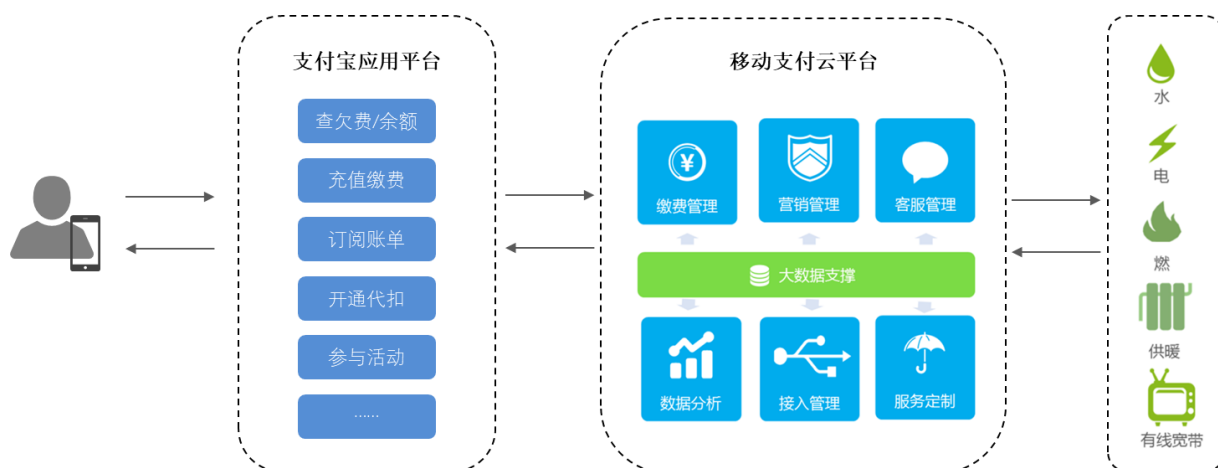 支付宝应用平台
查欠费/余额
充值缴费
订阅账单
开通代扣
参与活动
……
移动支付云平台
¥
缴费管理
营销管理
客服管理
大数据支撑
数据分析
接入管理
服务定制
水
电
燃
供暖
有线宽带